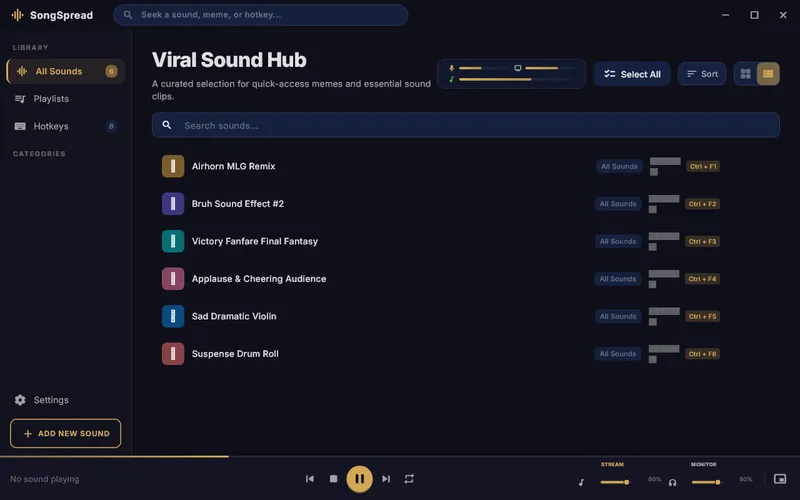 SongSpread
Seek a sound, meme, or hotkey...
LIBRARY
All Sounds 6
Playlists
Hotkeys 6
CATEGORIES
Settings
ADD NEW SOUND
Viral Sound Hub
A curated selection for quick-access memes and essential sound
clips.
Select All
Sort
Search sounds...
Airhorn MLG Remix All Sounds Ctrl + F1
Bruh Sound Effect #2 All Sounds Ctrl + F2
Victory Fanfare Final Fantasy All Sounds Ctrl + F3
Applause & Cheering Audience All Sounds Ctrl + F4
Sad Dramatic Violin All Sounds Ctrl + F5
Suspense Drum Roll All Sounds Ctrl + F6
No sound playing
STREAM
80%
MONITOR
80%